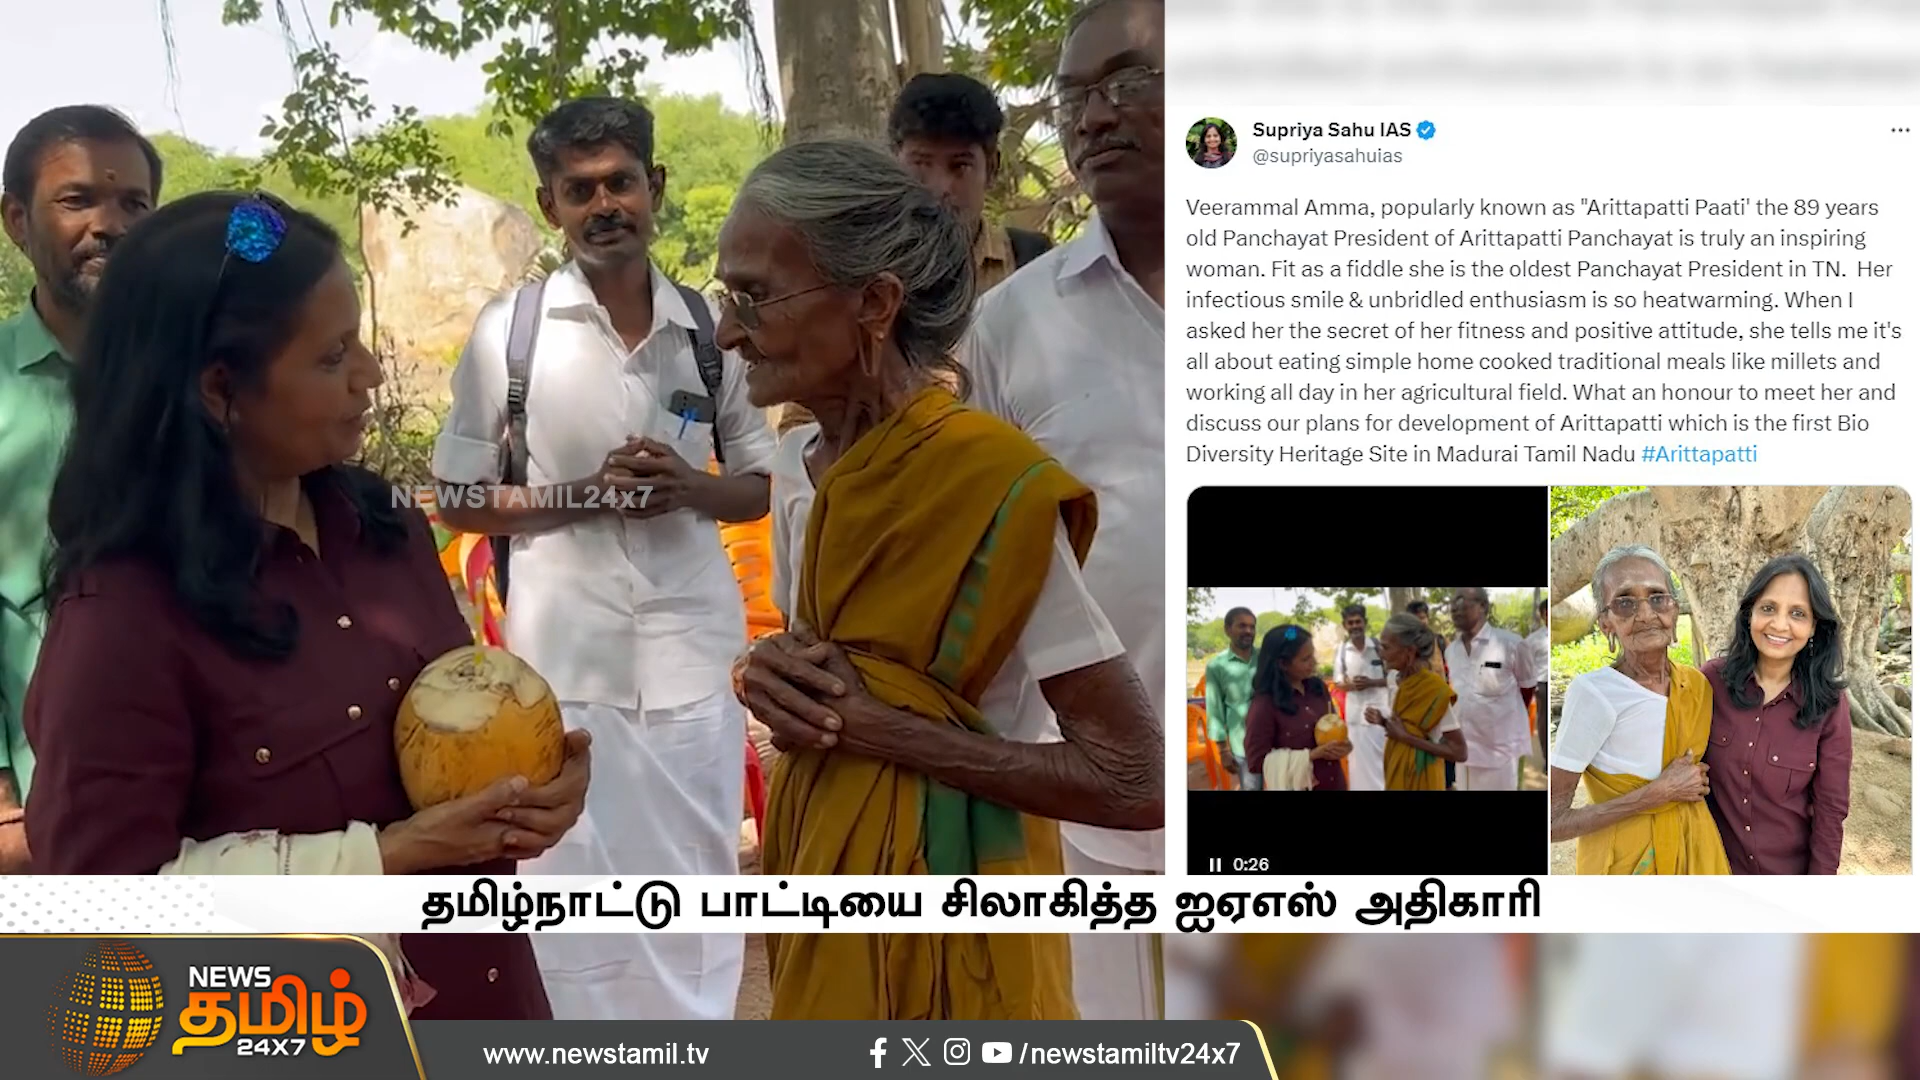 Supriya Sahu IAS
@supriyasahuias
Veerammal Amma, popularly known as "Arittapatti Paati' the 89 years
old Panchayat President of Arittapatti Panchayat is truly an inspiring
woman. Fit as a fiddle she is the oldest Panchayat President in TN.  Her
infectious smile & unbridled enthusiasm is so heatwarming. When I
asked her the secret of her fitness and positive attitude, she tells me it's
all about eating simple home cooked traditional meals like millets and
working all day in her agricultural field. What an honour to meet her and
discuss our plans for development of Arittapatti which is the first Bio
Diversity Heritage Site in Madurai Tamil Nadu #Arittapatti
NEWSTAMIL24x7
0:26
தமிழ்நாட்டு பாட்டியை சிலாகித்த ஐஏஎஸ் அதிகாரி
NEWS
தமிழ்
24X7
www.newstamil.tv
/newstamiltv24x7